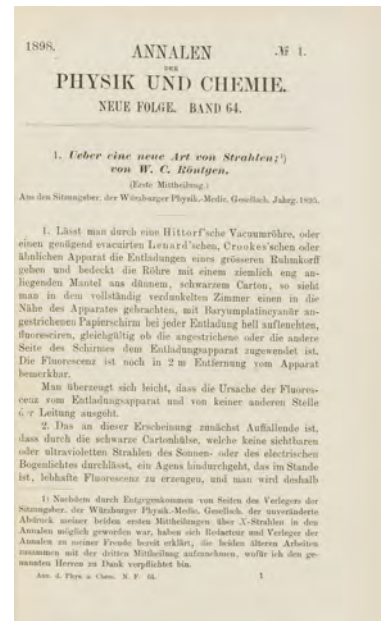 1898.
ANNALEN
№ 1.
DER
PHYSIK UND CHEMIE.
NEUE FOLGE. BAND 64.
1. Ueber eine neue Art von Strahlen;¹)
von W. C. Röntgen.
(Erste Mittheilung.)
Aus den Sitzungsber. der Würzburger Physik.-Medic. Gesellsch. Jahrg. 1895.
1. Lässt man durch eine Hittorf'sche Vacuumröhre, oder
einen genügend evacuirten Lenard'schen, Crookes'schen oder
ähnlichen Apparat die Entladungen eines grösseren Ruhmkorff
gehen und bedeckt die Röhre mit einem ziemlich eng an-
liegenden Mantel aus dünnem, schwarzem Carton, so sieht
man in dem vollständig verdunkelten Zimmer einen in die
Nähe des Apparates gebrachten, mit Baryumplatincyanür an-
gestrichenen Papierschirm bei jeder Entladung hell aufleuchten,
fluoresciren, gleichgültig ob die angestrichene oder die andere
Seite des Schirmes dem Entladungsapparat zugewendet ist.
Die Fluorescenz ist noch in 2 m Entfernung vom Apparat
bemerkbar.
Man überzeugt sich leicht, dass die Ursache der Fluores-
cenz vom Entladungsapparat und von keiner anderen Stelle
der Leitung ausgeht.
2. Das an dieser Erscheinung zunächst Auffallende ist,
dass durch die schwarze Cartonhülse, welche keine sichtbaren
oder ultravioletten Strahlen des Sonnen- oder des electrischen
Bogenlichtes durchlässt, ein Agens hindurchgeht, das im Stande
ist, lebhafte Fluorescenz zu erzeugen, und man wird deshalb
1) Nachdem durch Entgegenkommen von Seiten des Verlegers der
Sitzungsber. der Würzburger Physik.-Medic. Gesellsch. der unveränderte
Abdruck meiner beiden ersten Mittheilungen über X-Strahlen in den
Annalen möglich geworden war, haben sich Redacteur und Verleger der
Annalen zu meiner Freude bereit erklärt, die beiden älteren Arbeiten
zusammen mit der dritten Mittheilung aufzunehmen, wofür ich den ge-
nannten Herren zu Dank verpflichtet bin.
Ann. d. Phys. u. Chem. N. F. 64.
1